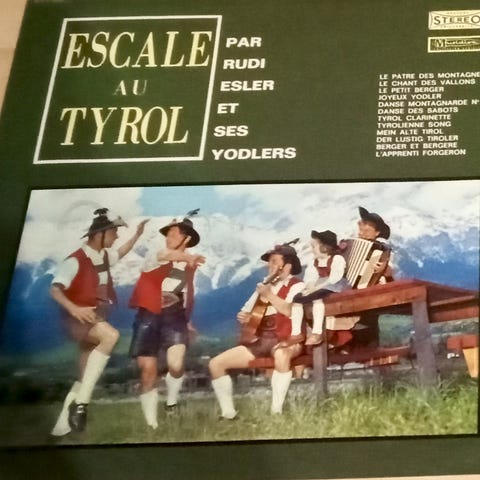 ESCALE
AU
TYROL
PAR
RUDI
ESLER
ET
SES
YODLERS
STEREO
LE PATRE DES MONTAGNE
LE CHANT DES VALLONS
LE PETIT BERGER
JOYEUX YODLER
DANSE MONTAGNARDE N°
DANSE DES SABOTS
TYROL CLARINETTE
TYROLIENNE SONG
MEIN ALTE TIROL
DER LUSTIG TIROLER
BERGER ET BERGERE
L'APPRENTI FORGERON